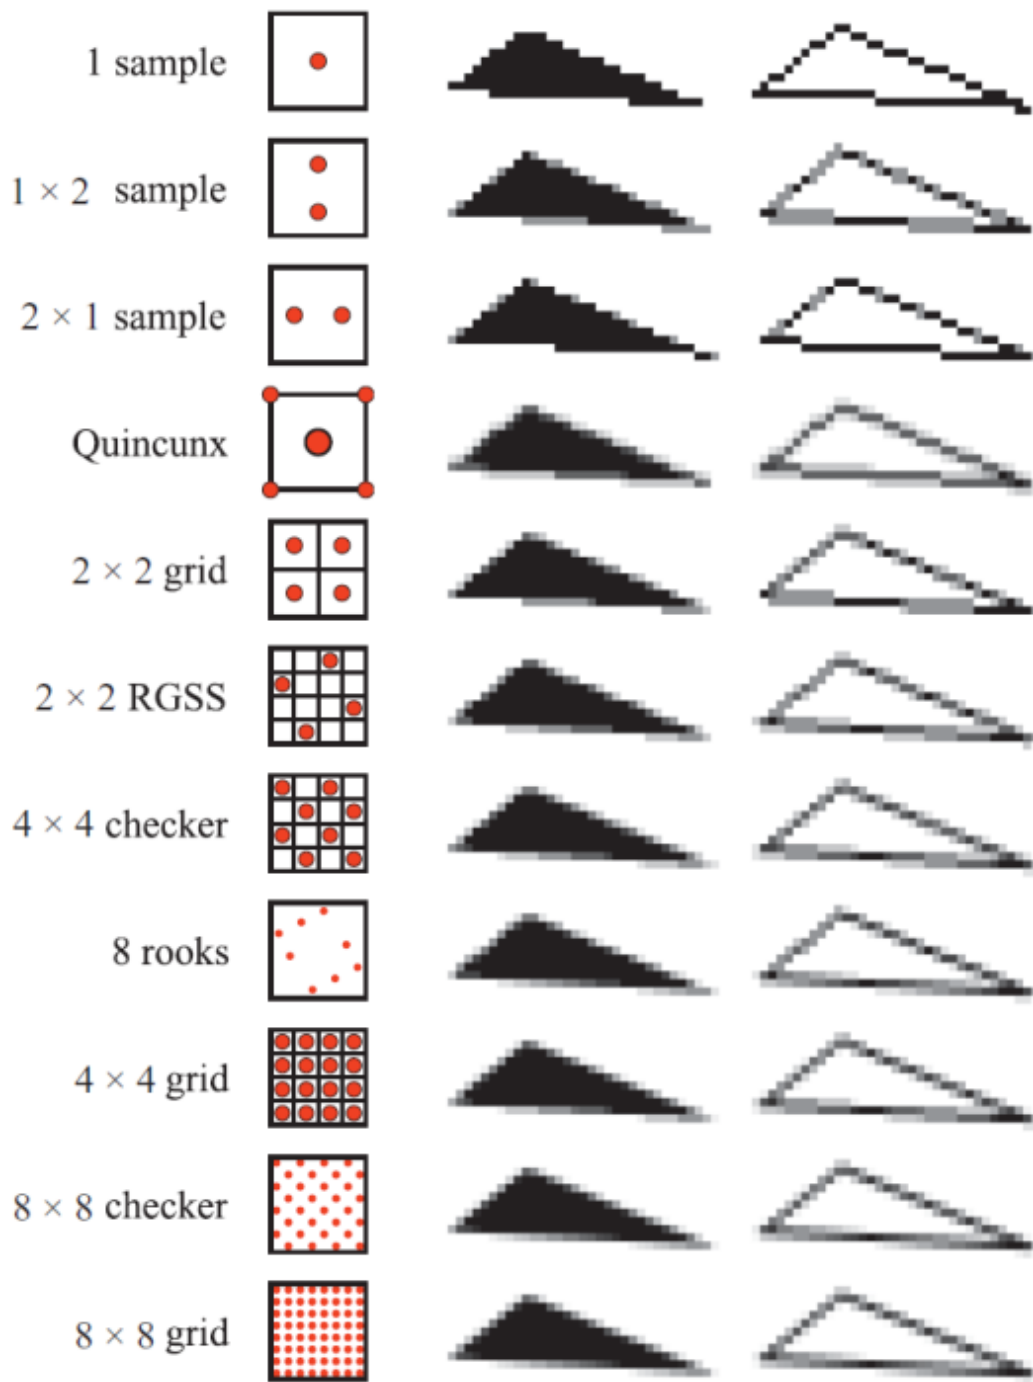 1 sample
1 × 2 sample
2 × 1 sample
Quincunx
2 × 2 grid
2 × 2 RGSS
4 × 4 checker
8 rooks
4 × 4 grid
8 × 8 checker
8 × 8 grid